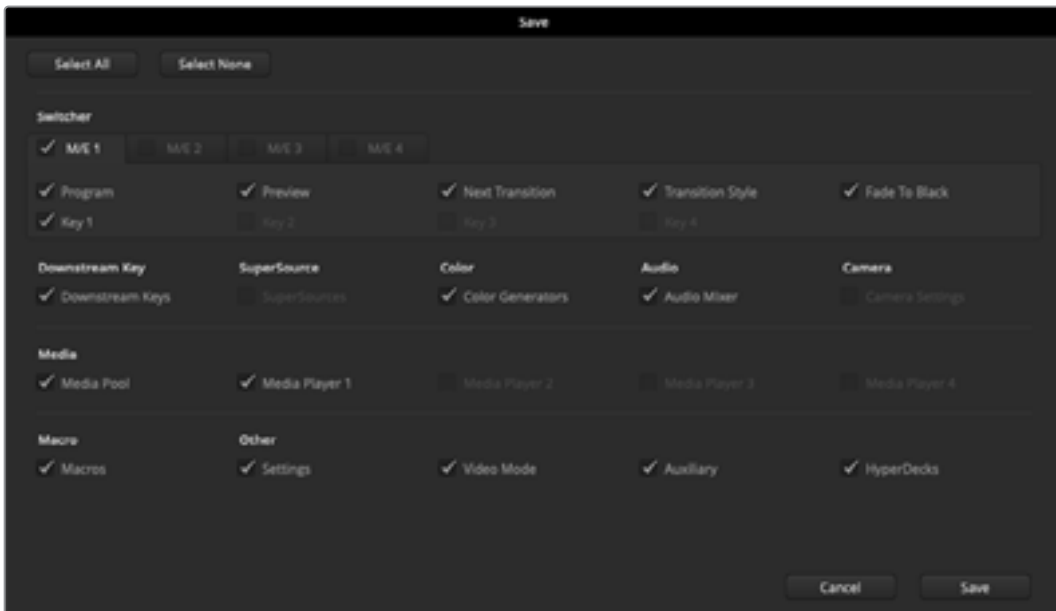 Save
Select All Select None
Switcher
M/E 1 M/E 2 M/E 3 M/E 4
Program Preview Next Transition Transition Style Fade To Black
Key 1 Key 2 Key 3 Key 4
Downstream Key SuperSource Color Audio Camera
Downstream Keys SuperSources Color Generators Audio Mixer Camera Settings
Media
Media Pool Media Player 1 Media Player 2 Media Player 3 Media Player 4
Macro Other
Macros Settings Video Mode Auxiliary HyperDecks
Cancel Save